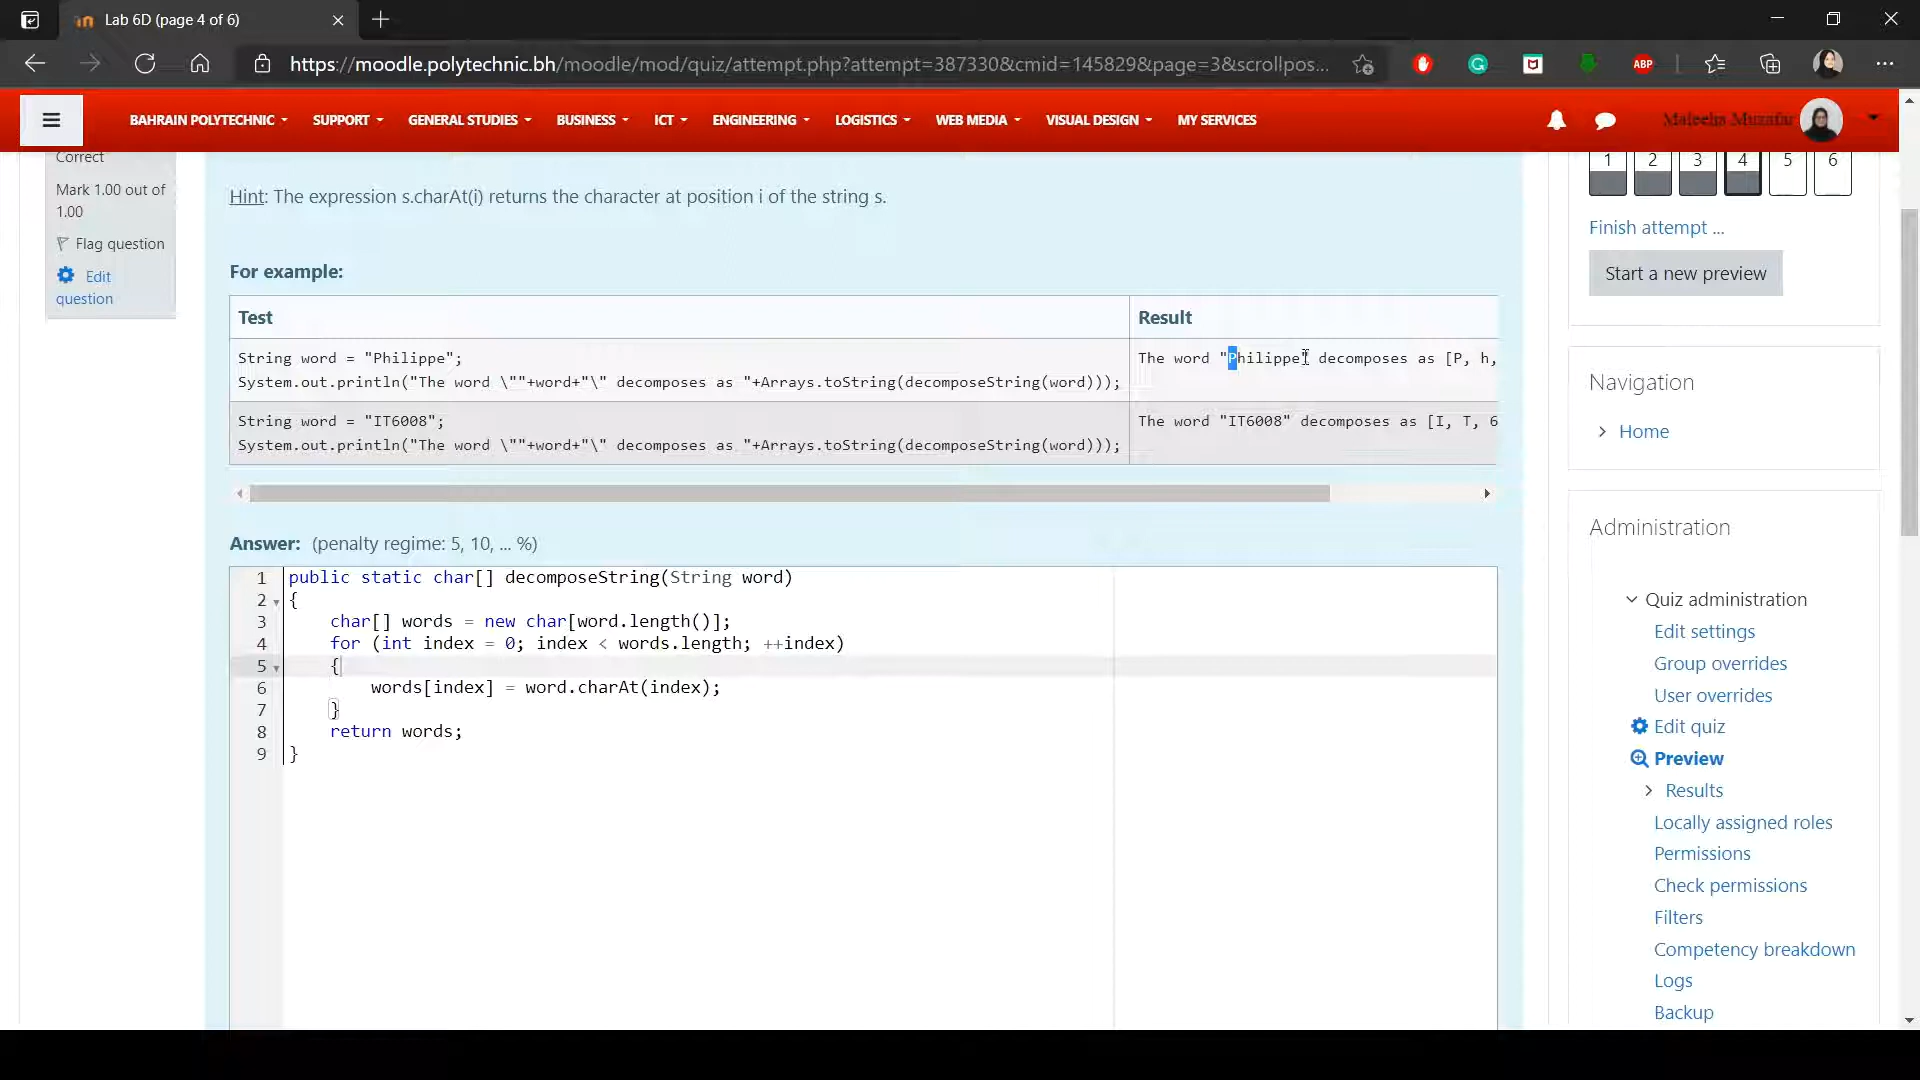 Lab 6D (page 4 of 6)
https://moodle.polytechnic.bh/moodle/mod/quiz/attempt.php?attempt=387330&cmid=145829&page=3&scrollpos...
ABP
BAHRAIN POLYTECHNIC
SUPPORT
GENERAL STUDIES
BUSINESS
ICT
ENGINEERING
LOGISTICS
WEB MEDIA
VISUAL DESIGN
MY SERVICES
Maleeha Muzafar
Correct
Mark 1.00 out of
1.00
Flag question
Edit
question
Hint: The expression s.charAt(i) returns the character at position i of the string s.
For example:
Test
Result
String word = "Philippe";
System.out.println("The word \""+word+"\" decomposes as "+Arrays.toString(decomposeString(word)));
The word "Philippe" decomposes as [P, h,
String word = "IT6008";
System.out.println("The word \""+word+"\" decomposes as "+Arrays.toString(decomposeString(word)));
The word "IT6008" decomposes as [I, T, 6
Answer: (penalty regime: 5, 10, ... %)
1 public static char[] decomposeString(String word)
2 {
3 char[] words = new char[word.length()];
4 for (int index = 0; index < words.length; ++index)
5 {
6 words[index] = word.charAt(index);
7 }
8 return words;
9 }
1 2 3 4 5 6
Finish attempt ...
Start a new preview
Navigation
Home
Administration
Quiz administration
Edit settings
Group overrides
User overrides
Edit quiz
Preview
Results
Locally assigned roles
Permissions
Check permissions
Filters
Competency breakdown
Logs
Backup